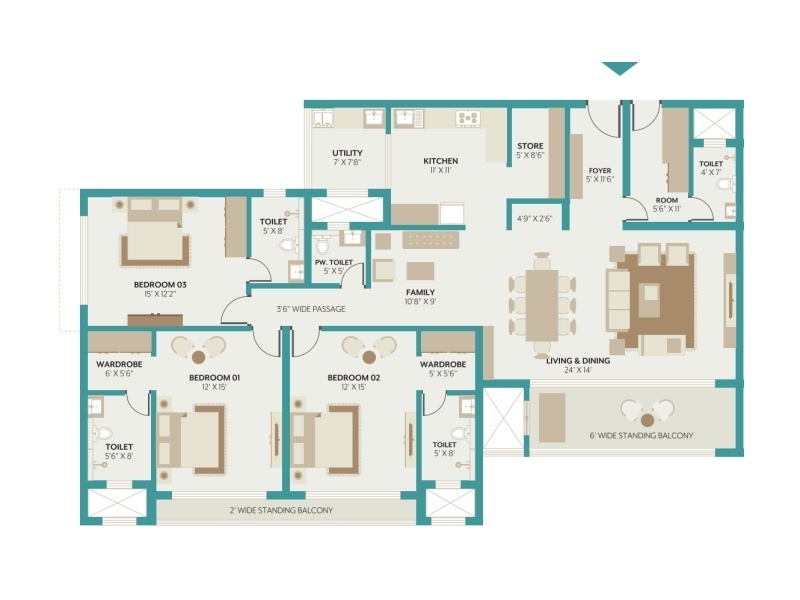 UTILITY
7' X 7'8"
KITCHEN
11' X 11'
STORE
5' X 8'6"
FOYER
5' X 11'6"
TOILET
4' X 7'
ROOM
5'6" X 11'
4'9" X 2'6"
TOILET
5' X 8'
PW. TOILET
5' X 5'
BEDROOM 03
15' X 12'2"
FAMILY
10'8" X 9'
3'6" WIDE PASSAGE
LIVING & DINING
24' X 14'
WARDROBE
6' X 5'6"
BEDROOM 01
12' X 15'
BEDROOM 02
12' X 15'
WARDROBE
5' X 5'6"
6' WIDE STANDING BALCONY
TOILET
5'6" X 8'
TOILET
5' X 8'
2' WIDE STANDING BALCONY